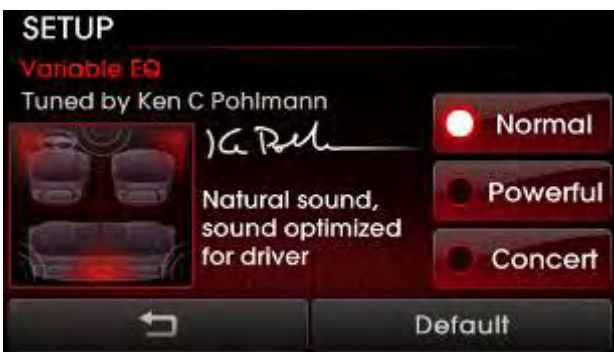 SETUP
Variable EQ
Tuned by Ken C Pohlmann
Normal
Natural sound,
sound optimized
for driver
Powerful
Concert
Default